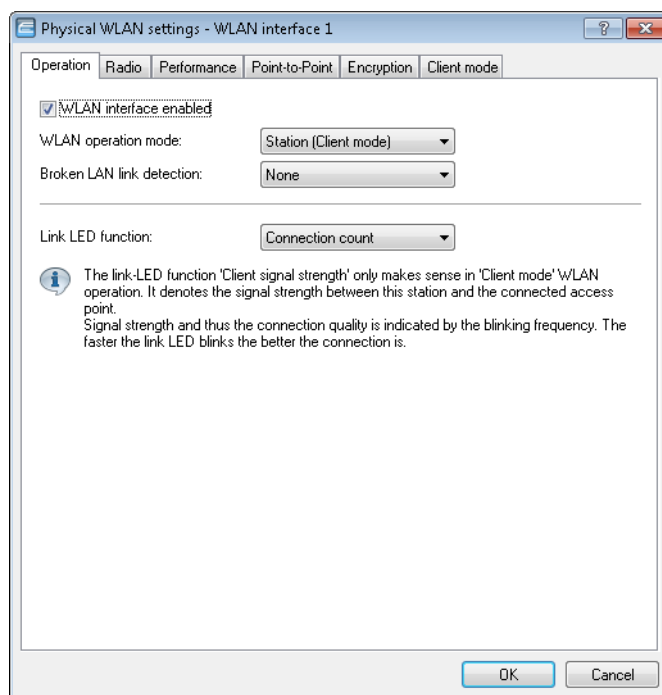 Physical WLAN settings - WLAN interface 1
Operation Radio Performance Point-to-Point Encryption Client mode
WLAN interface enabled
WLAN operation mode: Station (Client mode)
Broken LAN link detection: None
Link LED function: Connection count
The link-LED function 'Client signal strength' only makes sense in 'Client mode' WLAN
operation. It denotes the signal strength between this station and the connected access
point.
Signal strength and thus the connection quality is indicated by the blinking frequency. The
faster the link LED blinks the better the connection is.
OK Cancel